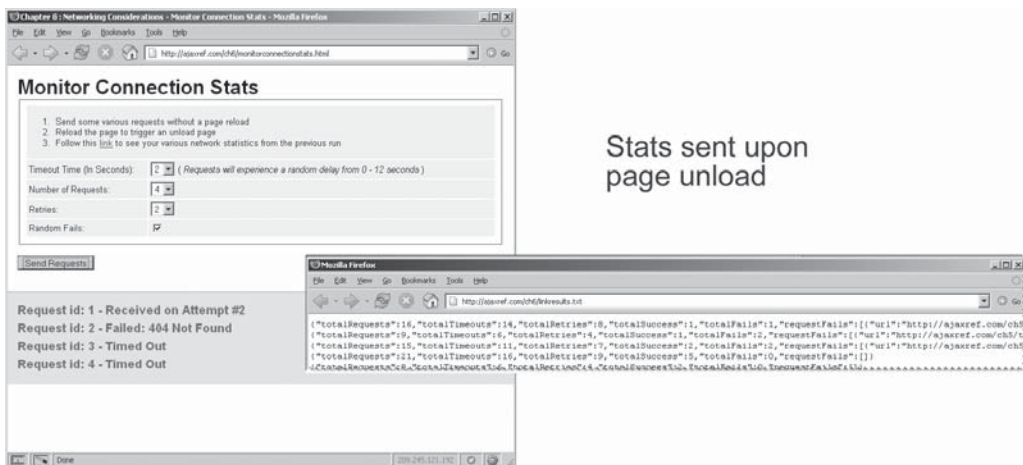 Chapter 6 : Networking Considerations - Monitor Connection Stats - Mozilla Firefox
File Edit View Go Bookmarks Tools Help
http://ajaxref.com/ch6/monitorconnectionstats.html
Go
Monitor Connection Stats
1. Send some various requests without a page reload
2. Reload the page to trigger an unload page
3. Follow this link to see your various network statistics from the previous run
Timeout Time (In Seconds): 2 ( Requests will experience a random delay from 0 - 12 seconds )
Number of Requests: 4
Retries: 2
Random Fails:
Send Requests
Request id: 1 - Received on Attempt #2
Request id: 2 - Failed: 404 Not Found
Request id: 3 - Timed Out
Request id: 4 - Timed Out
Done 209.245.121.192
Stats sent upon
page unload
Mozilla Firefox
File Edit View Go Bookmarks Tools Help
http://ajaxref.com/ch6/linkresults.txt
Go
{"totalRequests":16,"totalTimeouts":14,"totalRetries":8,"totalSuccess":1,"totalFails":1,"requestFails":[{"url":"http://ajaxref.com/ch5
{"totalRequests":9,"totalTimeouts":6,"totalRetries":4,"totalSuccess":1,"totalFails":2,"requestFails":[{"url":"http://ajaxref.com/ch5/t
{"totalRequests":15,"totalTimeouts":11,"totalRetries":7,"totalSuccess":2,"totalFails":2,"requestFails":[{"url":"http://ajaxref.com/ch5
{"totalRequests":21,"totalTimeouts":16,"totalRetries":9,"totalSuccess":5,"totalFails":0,"requestFails":[]}